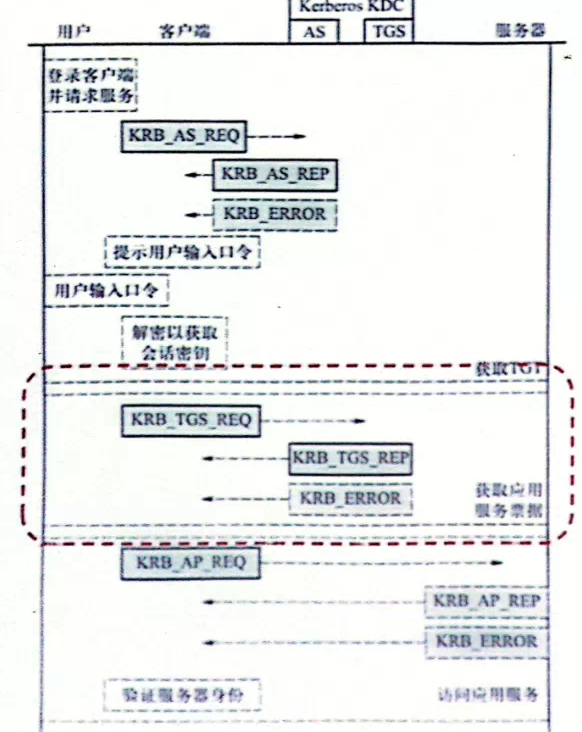 Kerberos KDC
用户 客户端 AS TGS 服务器
登录客户端
并请求服务
KRB_AS_REQ
KRB_AS_REP
KRB_ERROR
提示用户输入口令
用户输入口令
解密以获取
会话密钥
获取TGT
KRB_TGS_REQ
KRB_TGS_REP
KRB_ERROR
获取应用
服务票据
KRB_AP_REQ
KRB_AP_REP
KRB_ERROR
验证服务器身份
访问应用服务